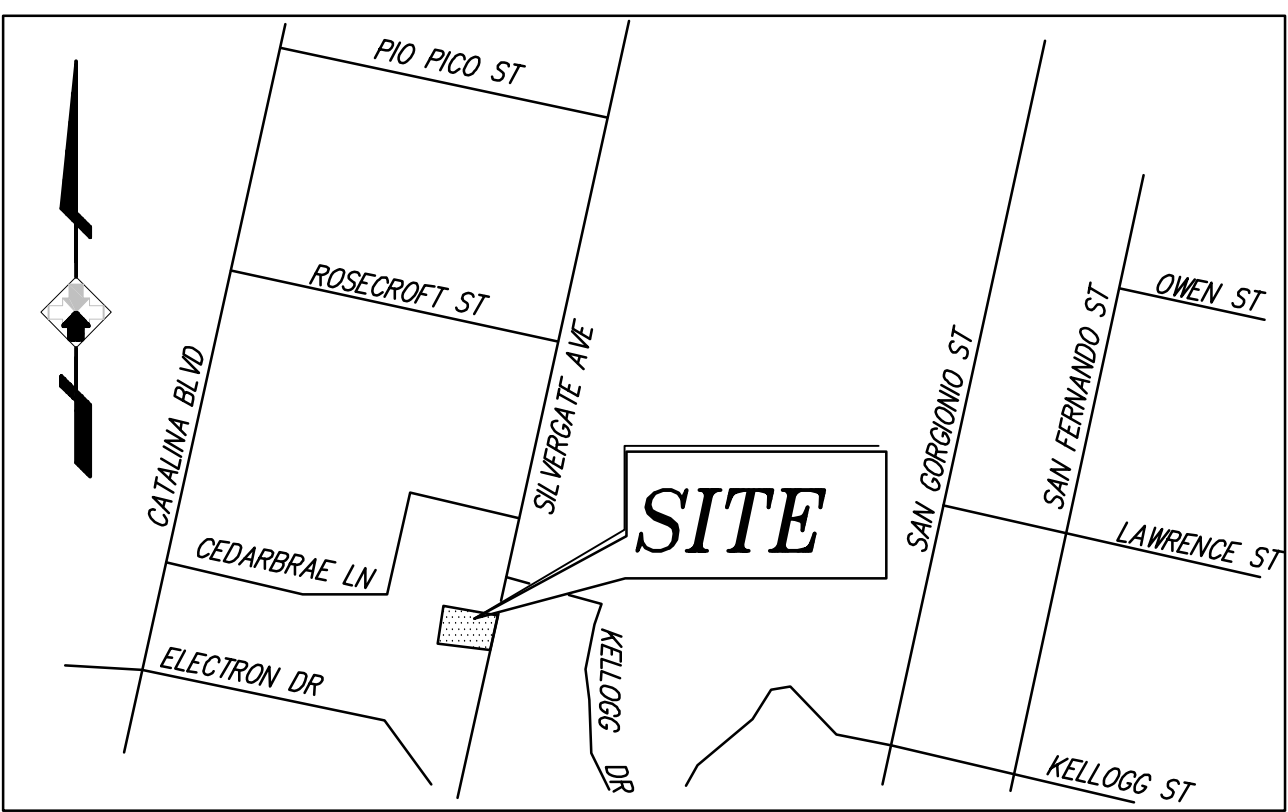 PIO PICO ST
ROSECROFT ST
OWEN ST
CATALINA BLVD
SILVERGATE AVE
SAN GORGIONIO ST
SAN FERNANDO ST
SITE
CEDARBRAE LN
LAWRENCE ST
ELECTRON DR
KELLOGG DR
KELLOGG ST